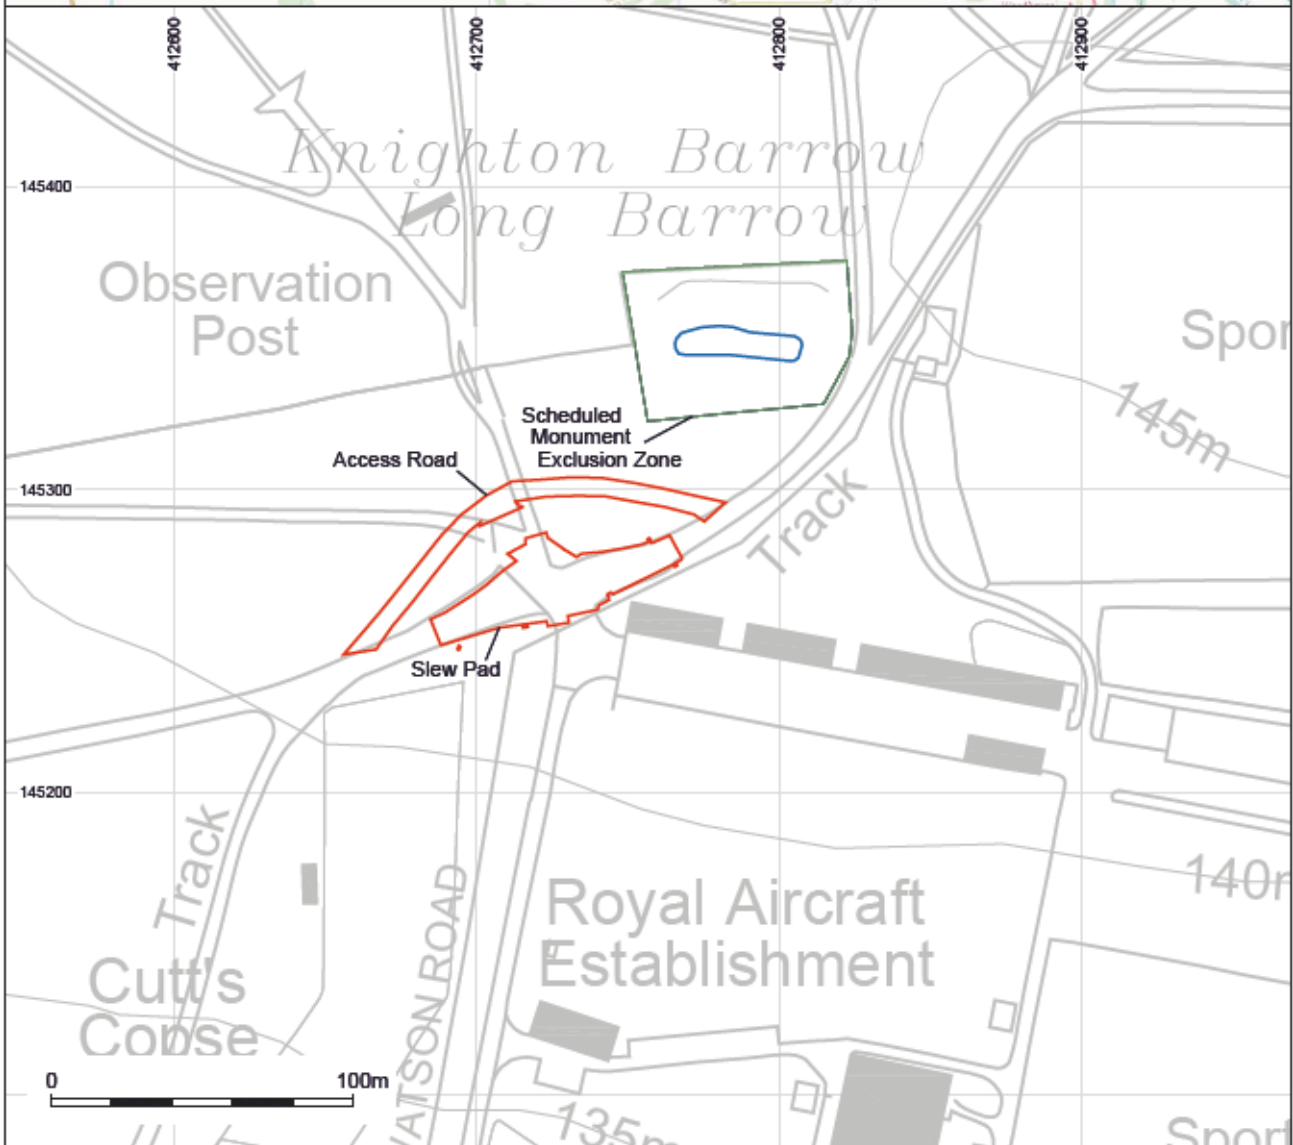 412600
412700
412800
412900
Knighton Barrow
145400
Long Barrow
Observation
Post
Spor
145m
Scheduled
Monument
Exclusion Zone
Access Road
145300
Track
Slew Pad
145200
Track
140m
Royal Aircraft
Establishment
WATSON ROAD
Cutt's
Copse
0
100m
135m
Sport